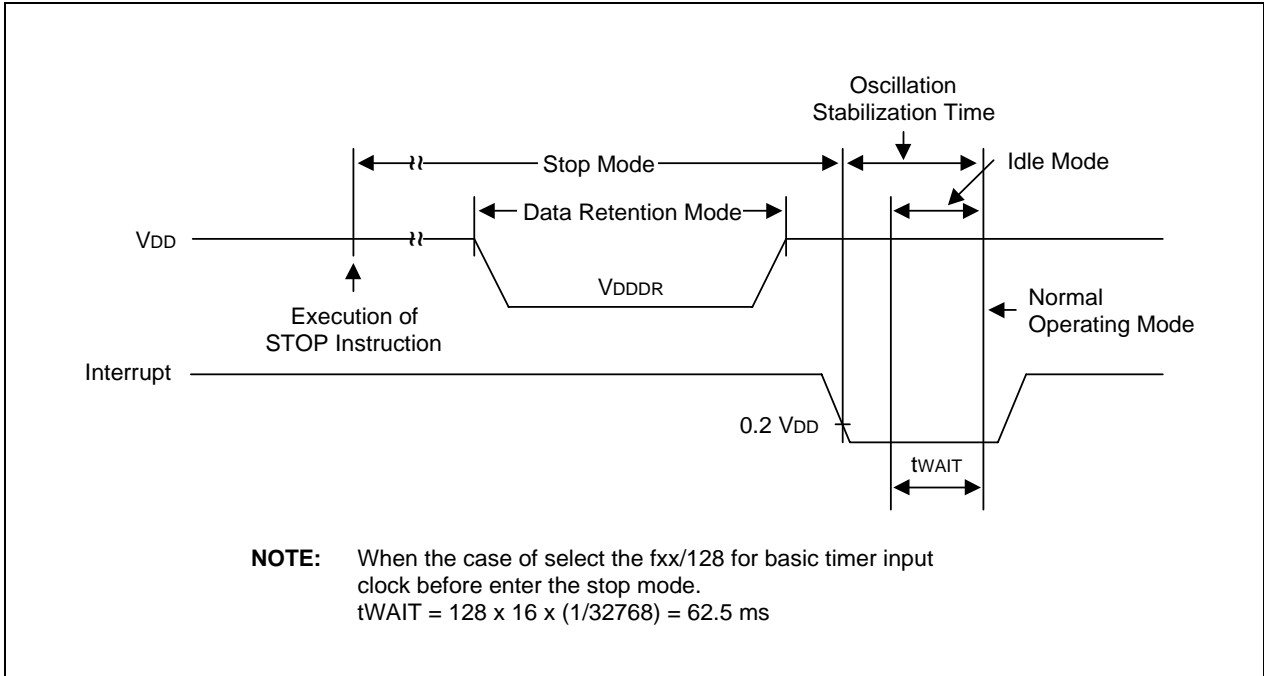 Oscillation
Stabilization Time
Stop Mode
Idle Mode
Data Retention Mode
VDD
VDDDR
Execution of
STOP Instruction
Normal
Operating Mode
Interrupt
0.2 VDD
tWAIT
NOTE: When the case of select the fxx/128 for basic timer input
clock before enter the stop mode.
tWAIT = 128 x 16 x (1/32768) = 62.5 ms